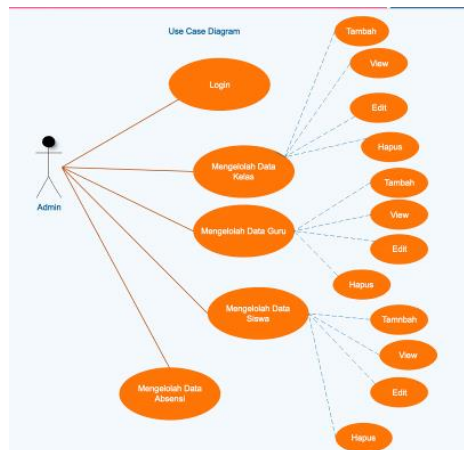 Use Case Diagram
Tambah
View
Login
Edit
Hapus
Mengelolah Data
Kelas
Admin
Tambah
View
Mengelolah Data Guru
Edit
Hapus
Mengelolah Data
Siswa
Tamnbah
View
Mengelolah Data
Absensi
Edit
Hapus